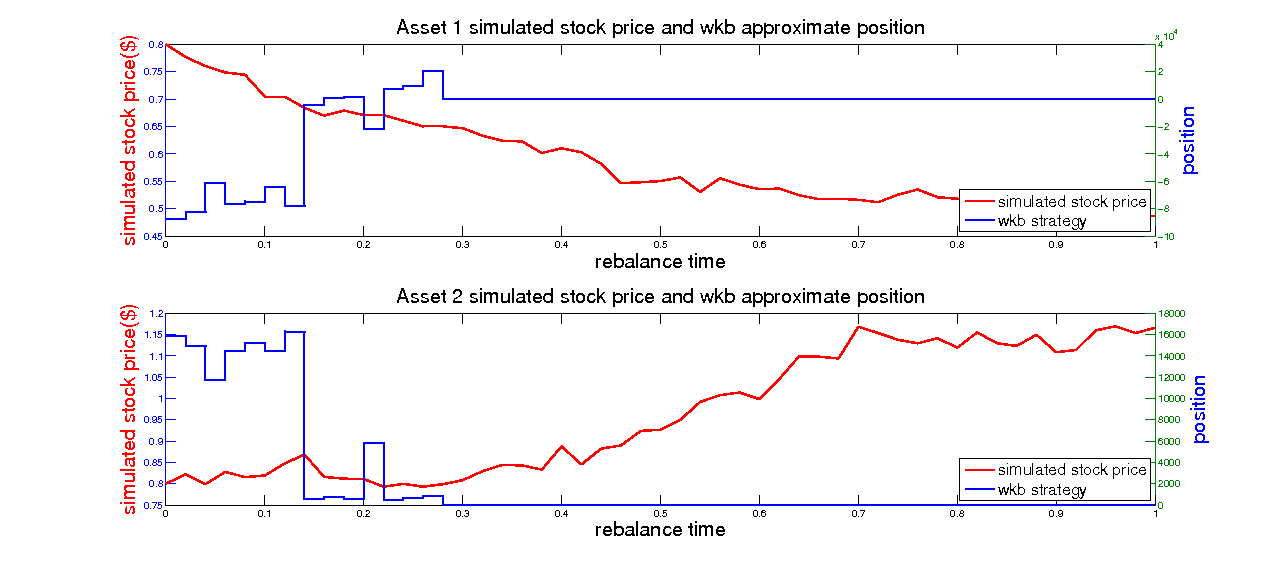 Asset 1 simulated stock price and wkb approximate position
x 10^4
simulated stock price($)
0.8
0.75
0.7
0.65
0.6
0.55
0.5
0.45
4
2
0
−2
−4
−6
−8
−10
position
simulated stock price
wkb strategy
0 0.1 0.2 0.3 0.4 0.5 0.6 0.7 0.8 0.9 1
rebalance time
Asset 2 simulated stock price and wkb approximate position
simulated stock price($)
1.2
1.15
1.1
1.05
1
0.95
0.9
0.85
0.8
0.75
18000
16000
14000
12000
10000
8000
6000
4000
2000
0
position
simulated stock price
wkb strategy
0 0.1 0.2 0.3 0.4 0.5 0.6 0.7 0.8 0.9 1
rebalance time